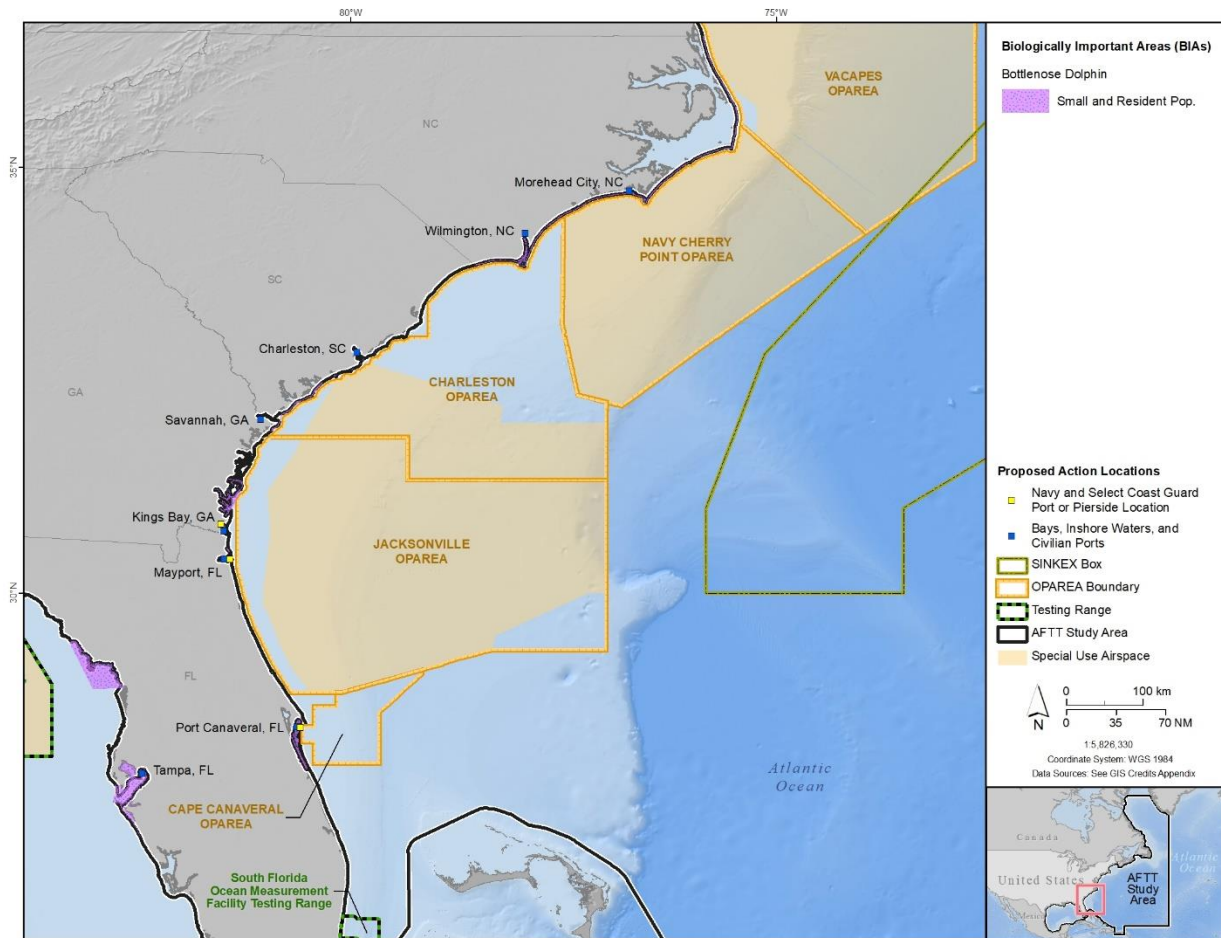 80°W
75°W
35°N
30°N
VACAPES
OPAREA
NC
Morehead City, NC
Wilmington, NC
NAVY CHERRY
POINT OPAREA
SC
Charleston, SC
CHARLESTON
OPAREA
GA
Savannah, GA
Kings Bay, GA
JACKSONVILLE
OPAREA
Mayport, FL
FL
Port Canaveral, FL
Tampa, FL
Atlantic
Ocean
CAPE CANAVERAL
OPAREA
South Florida
Ocean Measurement
Facility Testing Range
Biologically Important Areas (BIAs)
Bottlenose Dolphin
Small and Resident Pop.
Proposed Action Locations
Navy and Select Coast Guard
Port or Pierside Location
Bays, Inshore Waters, and
Civilian Ports
SINKEX Box
OPAREA Boundary
Testing Range
AFTT Study Area
Special Use Airspace
N
0 100 km
0 35 70 NM
1:5,826,330
Coordinate System: WGS 1984
Data Sources: See GIS Credits Appendix
Canada
United States
Atlantic
Ocean
AFTT
Study
Area
Mexico